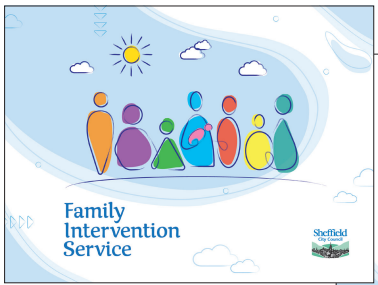 Family
Intervention
Service
Sheffield
City Council